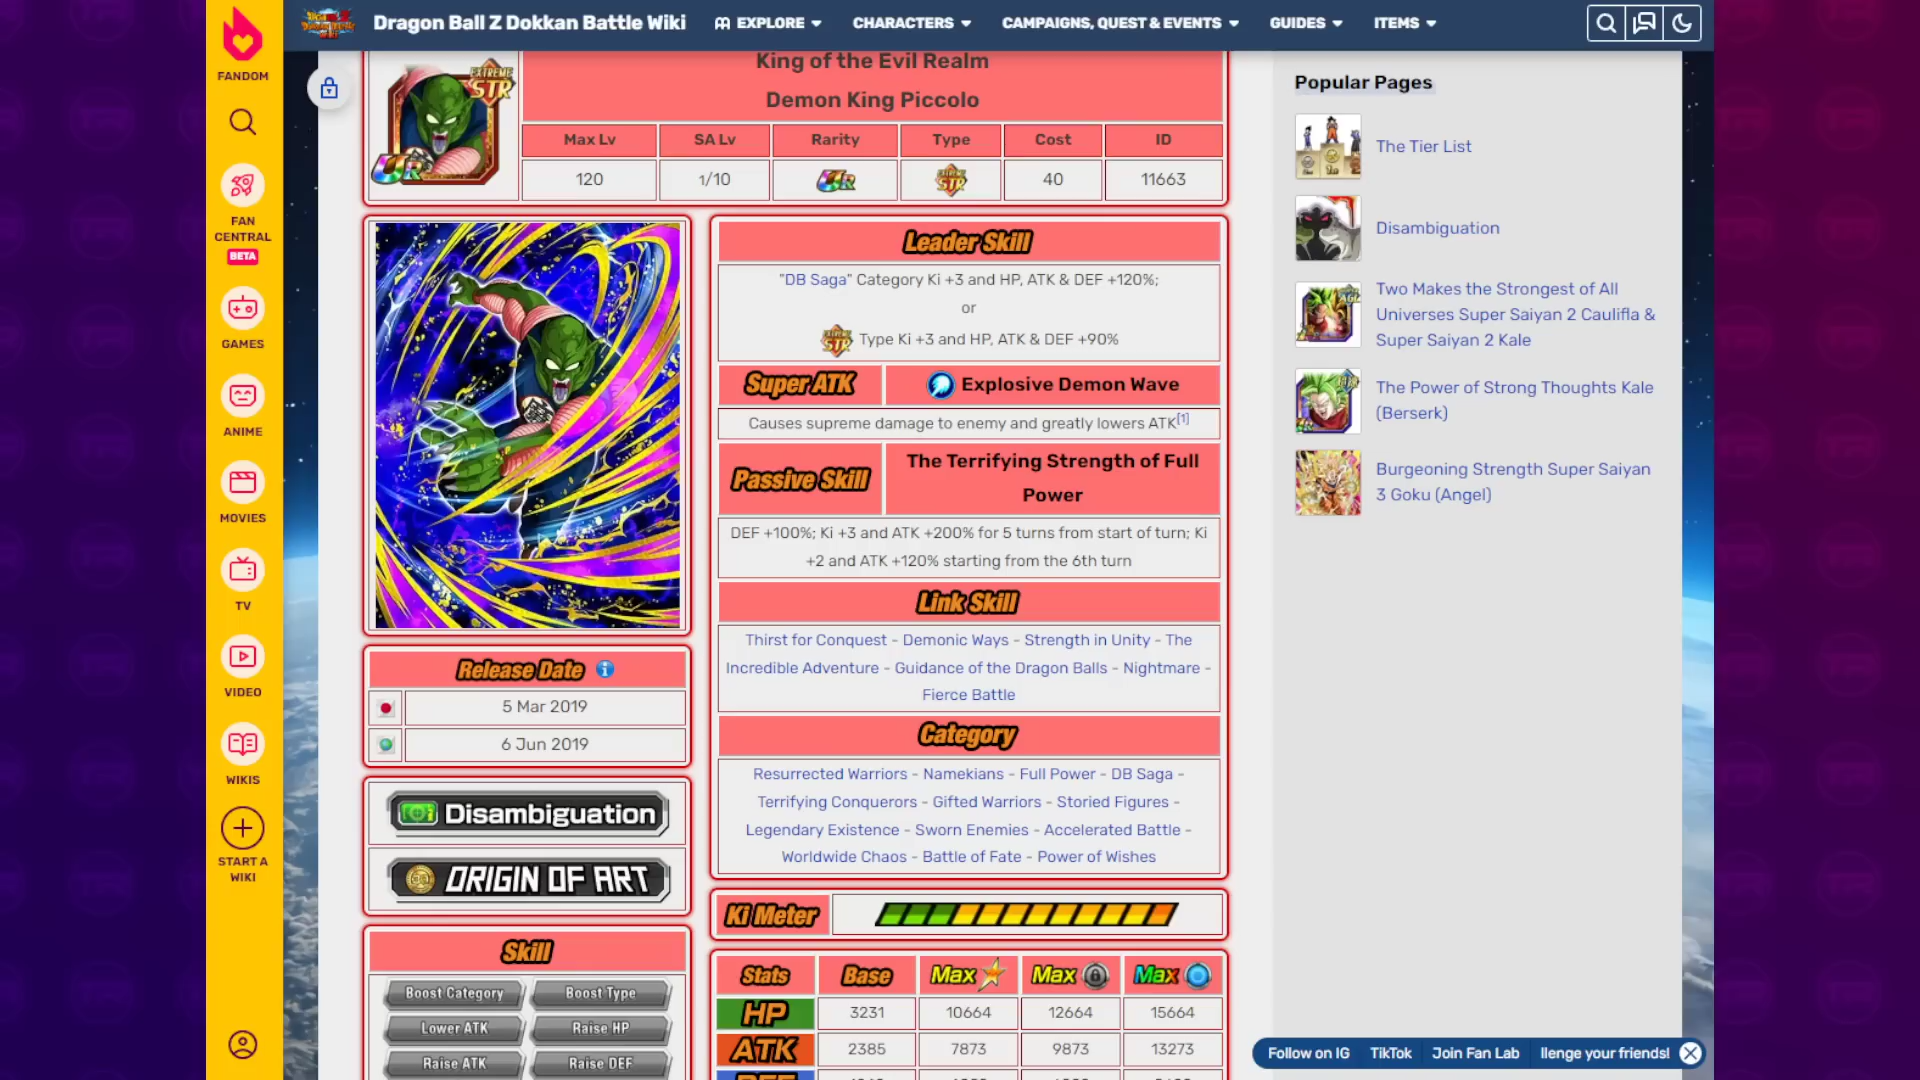 FANDOM
FAN
CENTRAL
BETA
GAMES
ANIME
MOVIES
TV
VIDEO
WIKIS
START A
WIKI
Dragon Ball Z Dokkan Battle Wiki
EXPLORE
CHARACTERS
CAMPAIGNS, QUEST & EVENTS
GUIDES
ITEMS
King of the Evil Realm
Demon King Piccolo
EXTREME
STR
UR
Max Lv
SA Lv
Rarity
Type
Cost
ID
120
1/10
UR
EXTREME
STR
40
11663
Leader Skill
"DB Saga" Category Ki +3 and HP, ATK & DEF +120%;
or
EXTREME STR Type Ki +3 and HP, ATK & DEF +90%
Super ATK
Explosive Demon Wave
Causes supreme damage to enemy and greatly lowers ATK[1]
Passive Skill
The Terrifying Strength of Full
Power
DEF +100%; Ki +3 and ATK +200% for 5 turns from start of turn; Ki
+2 and ATK +120% starting from the 6th turn
Link Skill
Thirst for Conquest - Demonic Ways - Strength in Unity - The
Incredible Adventure - Guidance of the Dragon Balls - Nightmare -
Fierce Battle
Category
Resurrected Warriors - Namekians - Full Power - DB Saga -
Terrifying Conquerors - Gifted Warriors - Storied Figures -
Legendary Existence - Sworn Enemies - Accelerated Battle -
Worldwide Chaos - Battle of Fate - Power of Wishes
Release Date
5 Mar 2019
6 Jun 2019
Disambiguation
ORIGIN OF ART
Skill
Boost Category
Boost Type
Lower ATK
Raise HP
Raise ATK
Raise DEF
Ki Meter
Stats
Base
Max
Max
Max
HP
3231
10664
12664
15664
ATK
2385
7873
9873
13273
Popular Pages
The Tier List
Disambiguation
Two Makes the Strongest of All
Universes Super Saiyan 2 Caulifla &
Super Saiyan 2 Kale
The Power of Strong Thoughts Kale
(Berserk)
Burgeoning Strength Super Saiyan
3 Goku (Angel)
Follow on IG
TikTok
Join Fan Lab
llenge your friends!